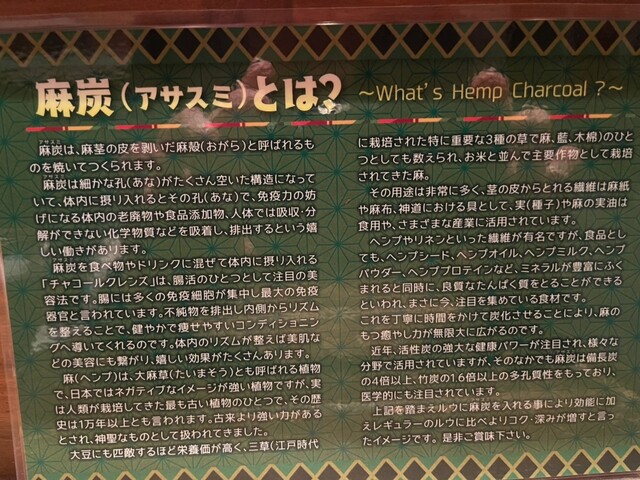 麻炭（アサスミ）とは？ ～What's Hemp Charcoal ?～
アサスミ
麻炭は、麻茎の皮を剥いだ麻殻（おがら）と呼ばれるも
のを焼いてつくられます。
アサスミ
麻炭は細かな孔（あな）がたくさん空いた構造になって
いて、体内に摂り入れるとその孔（あな）で、免疫力の妨
げになる体内の老廃物や食品添加物、人体では吸収・分
解ができない化学物質などを吸着し、排出するという嬉
しい働きがあります。
アサスミ
麻炭を食べ物やドリンクに混ぜて体内に摂り入れる
「チャコールクレンズ」は、腸活のひとつとして注目の美
容法です。腸には多くの免疫細胞が集中し最大の免疫
器官と言われています。不純物を排出し内側からリズム
を整えることで、健やかで痩せやすいコンディショニン
グへ導いてくれるのです。体内のリズムが整えば美肌な
どの美容にも繋がり、嬉しい効果がたくさんあります。
麻（ヘンプ）は、大麻草（たいまそう）とも呼ばれる植物
で、日本ではネガティブなイメージが強い植物ですが、実
は人類が栽培してきた最も古い植物のひとつで、その歴
史は1万年以上とも言われます。古来より強い力がある
とされ、神聖なものとして扱われてきました。
大豆にも匹敵するほど栄養価が高く、三草（江戸時代
に栽培された特に重要な3種の草で麻、藍、木綿）のひと
つとしても数えられ、お米と並んで主要作物として栽培
されてきた麻。
その用途は非常に多く、茎の皮からとれる繊維は麻紙
や麻布、神道における具として、実（種子）や麻の実油は
食用や、さまざまな産業に活用されています。
ヘンプやリネンといった繊維が有名ですが、食品とし
ても、ヘンプシード、ヘンプオイル、ヘンプミルク、ヘンプ
パウダー、ヘンププロテインなど、ミネラルが豊富にふく
まれると同時に、良質なたんぱく質をとることができる
といわれ、まさに今、注目を集めている食材です。
これを丁寧に時間をかけて炭化させることにより、麻の
もつ癒やし力が無限大に広がるのです。
近年、活性炭の強大な健康パワーが注目され、様々な
分野で活用されていますが、そのなかでも麻炭は備長炭
の4倍以上、竹炭の1.6倍以上の多孔質性をもっており、
医学的にも注目されています。
アサスミ
上記を踏まえルウに麻炭を入れる事により効能に加
えレギュラーのルウに比べよりコク・深みが増すと言っ
たイメージです。是非ご賞味下さい。